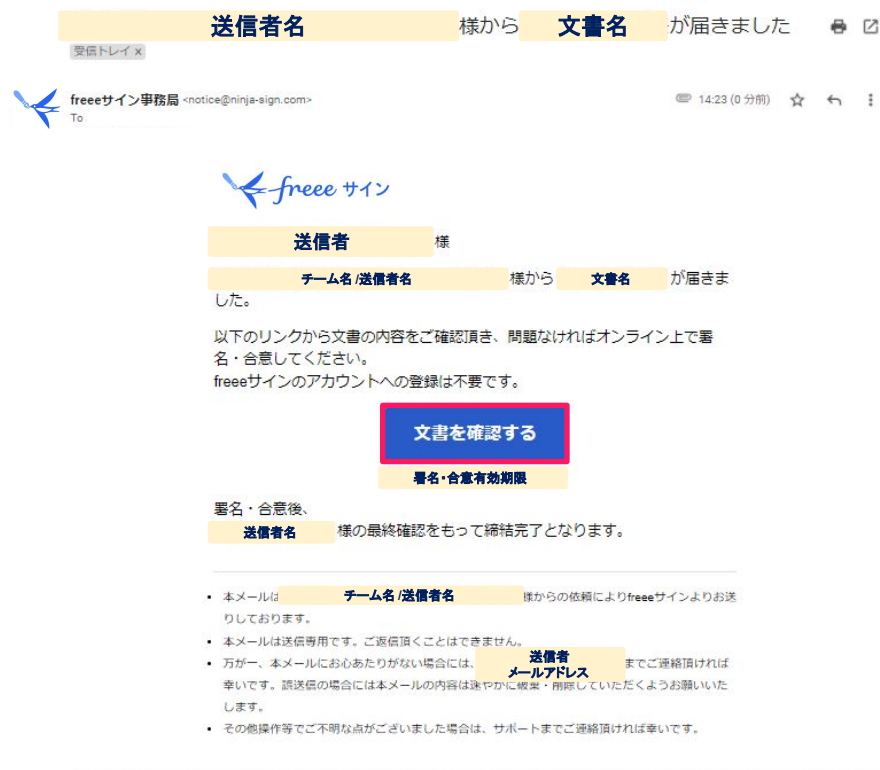 送信者名 様から 文書名 が届きました
受信トレイ x
freeeサイン事務局 <notice@ninja-sign.com> 14:23 (0 分前)
To
freee サイン
送信者 様
チーム名/送信者名 様から 文書名 が届きま
した。
以下のリンクから文書の内容をご確認頂き、問題なければオンライン上で署
名・合意してください。
freeeサインのアカウントへの登録は不要です。
文書を確認する
署名・合意有効期限
署名・合意後、
送信者名 様の最終確認をもって締結完了となります。
• 本メールは チーム名/送信者名 様からの依頼によりfreeeサインよりお送
りしております。
• 本メールは送信専用です。ご返信頂くことはできません。
• 万が一、本メールにお心あたりがない場合には、 送信者 メールアドレス までご連絡頂ければ
幸いです。誤送信の場合には本メールの内容は速やかに破棄・削除していただくようお願いいた
します。
• その他操作等でご不明な点がございました場合は、サポートまでご連絡頂ければ幸いです。